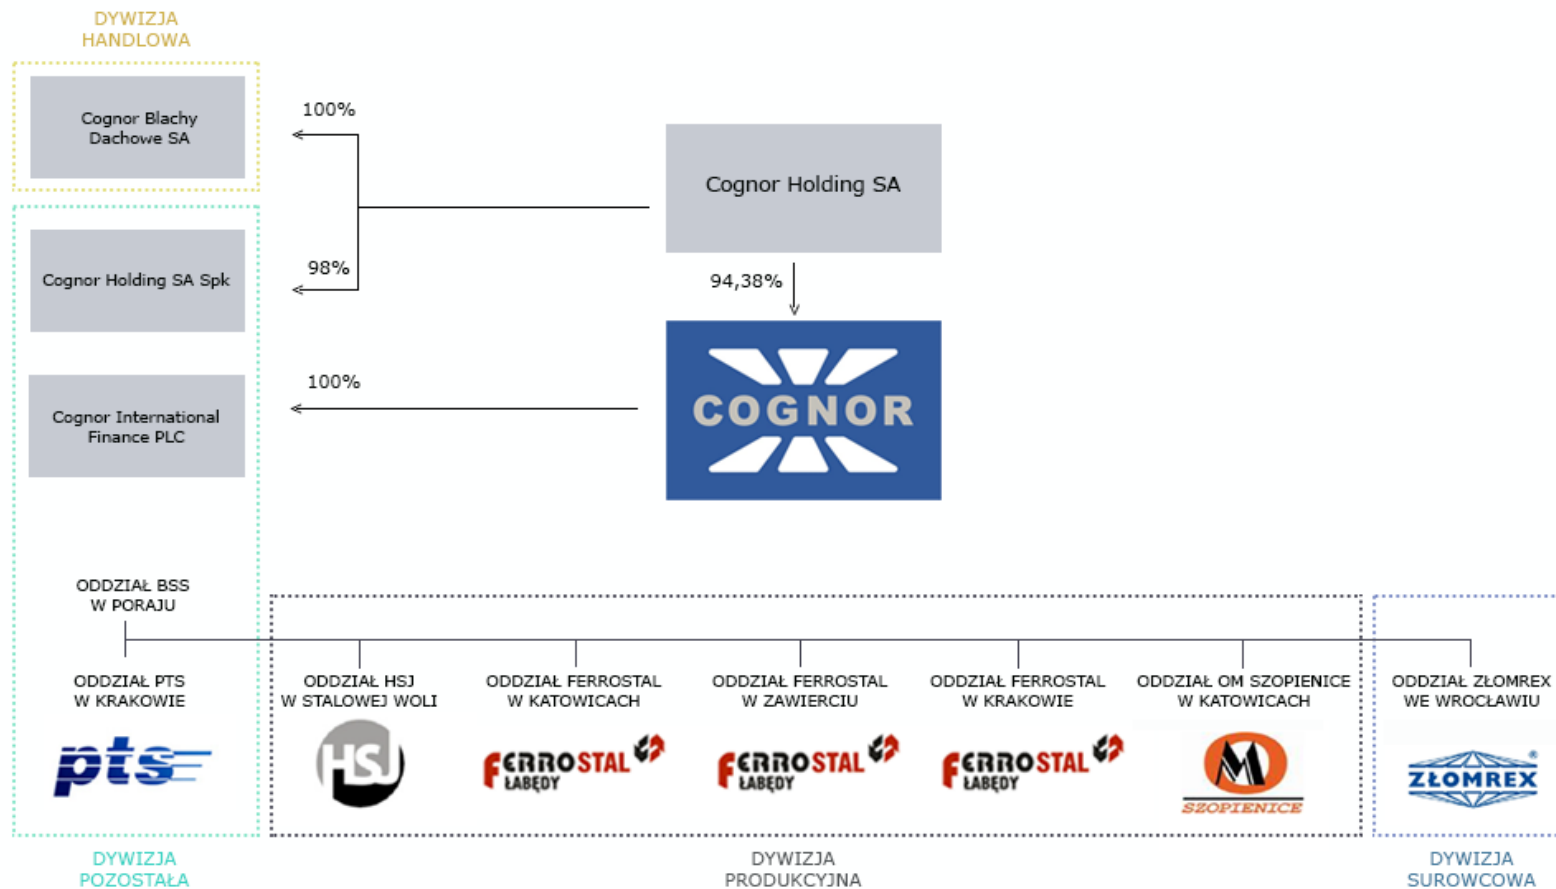 DYWIZJA
HANDLOWA
Cognor Blachy
Dachowe SA
100%
Cognor Holding SA
Cognor Holding SA Spk
98%
94,38%
Cognor International
Finance PLC
100%
COGNOR
ODDZIAŁ BSS
W PORAJU
ODDZIAŁ PTS
W KRAKOWIE
pts
ODDZIAŁ HSJ
W STALOWEJ WOLI
HSJ
ODDZIAŁ FERROSTAL
W KATOWICACH
FERROSTAL
ŁABĘDY
ODDZIAŁ FERROSTAL
W ZAWIERCIU
FERROSTAL
ŁABĘDY
ODDZIAŁ FERROSTAL
W KRAKOWIE
FERROSTAL
ŁABĘDY
ODDZIAŁ OM SZOPIENICE
W KATOWICACH
OM
SZOPIENICE
ODDZIAŁ ZŁOMREX
WE WROCŁAWIU
ZŁOMREX®
DYWIZJA
POZOSTAŁA
DYWIZJA
PRODUKCYJNA
DYWIZJA
SUROWCOWA